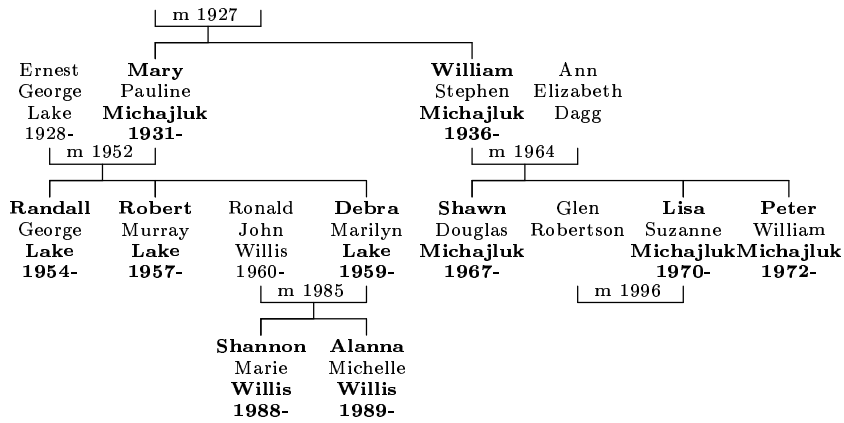 m 1927
Ernest Mary William Ann
George Pauline Stephen Elizabeth
Lake Michajluk Michajluk Dagg
1928- 1931- 1936-
m 1952 m 1964
Randall Robert Ronald Debra Shawn Glen Lisa Peter
George Murray John Marilyn Douglas Robertson Suzanne William
Lake Lake Willis Lake Michajluk Michajluk Michajluk
1954- 1957- 1960- 1959- 1967- 1970- 1972-
m 1985 m 1996
Shannon Alanna
Marie Michelle
Willis Willis
1988- 1989-